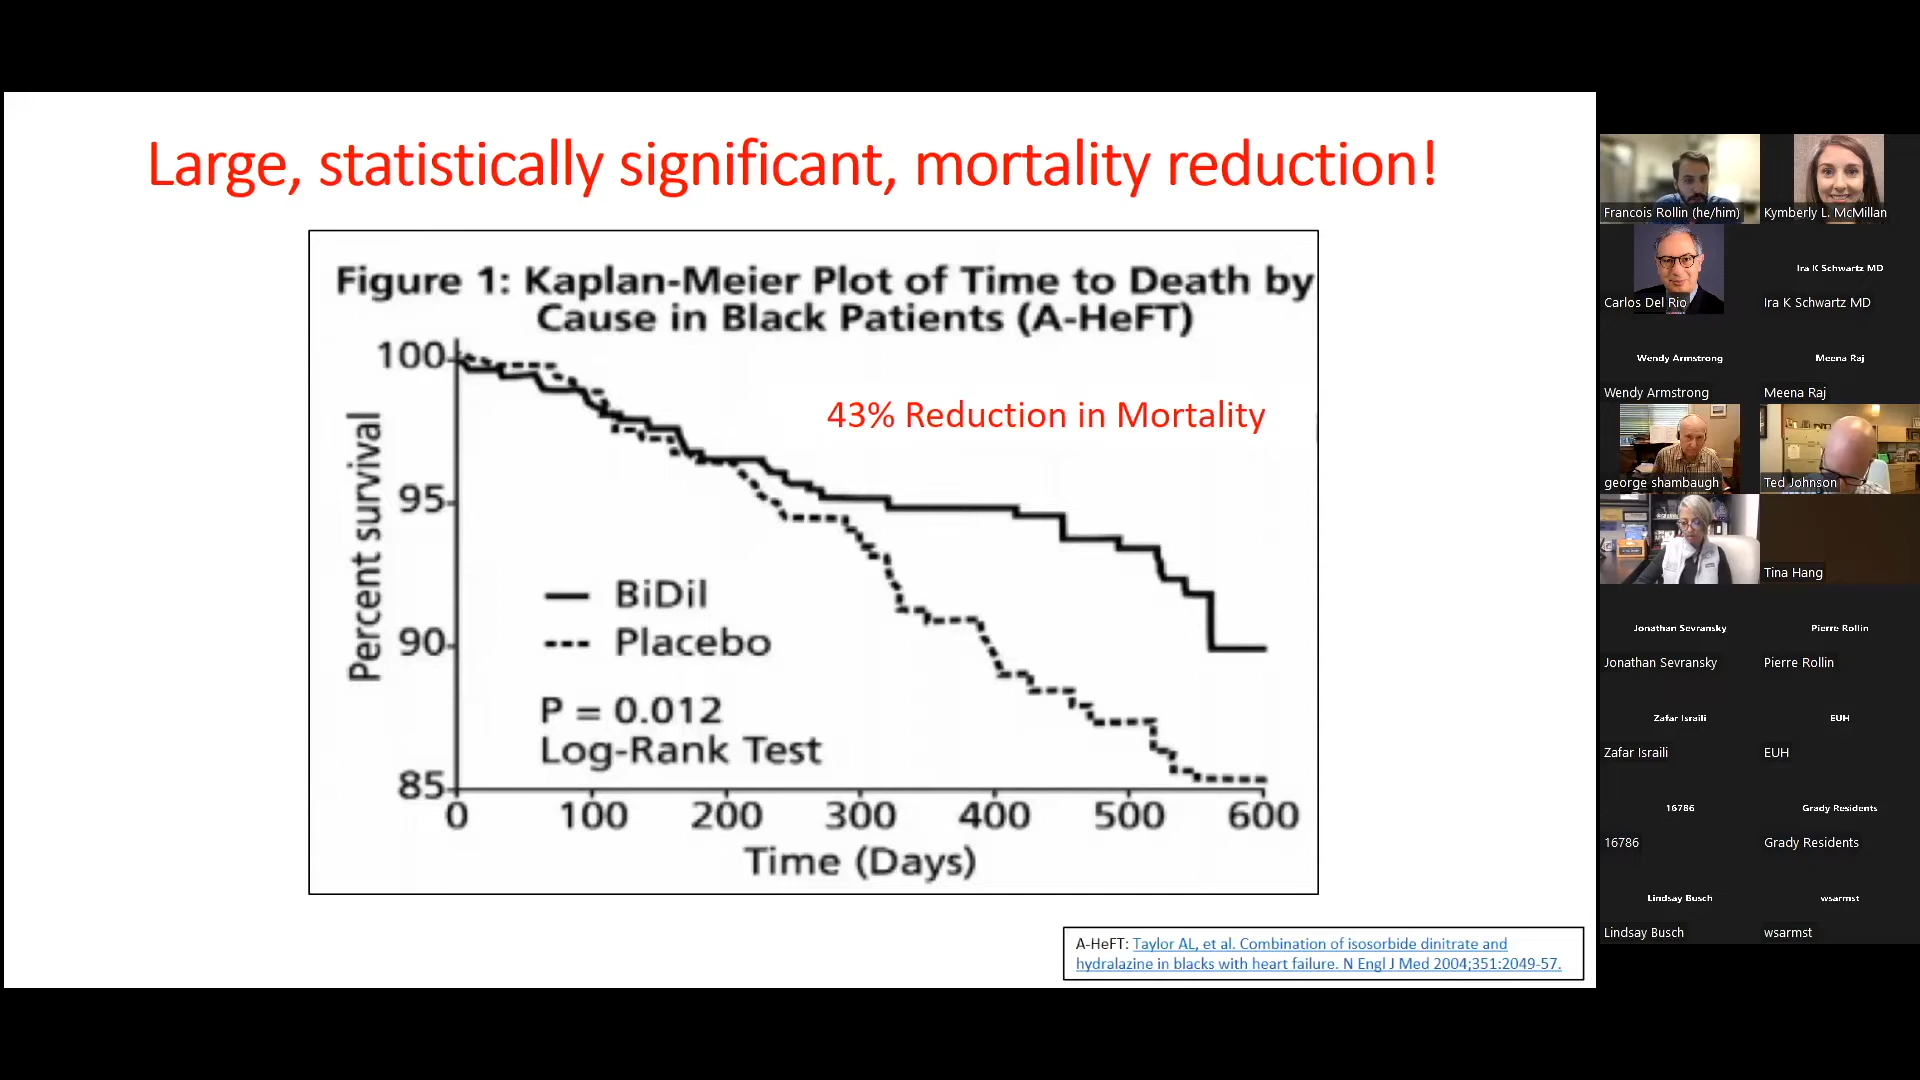 Large, statistically significant, mortality reduction!
Figure 1: Kaplan-Meier Plot of Time to Death by
Cause in Black Patients (A-HeFT)
43% Reduction in Mortality
Percent survival
100
95
90
85
BiDil
Placebo
P = 0.012
Log-Rank Test
0 100 200 300 400 500 600
Time (Days)
A-HeFT: Taylor AL, et al. Combination of isosorbide dinitrate and
hydralazine in blacks with heart failure. N Engl J Med 2004;351:2049-57.
Francois Rollin (he/him)
Kymberly L. McMillan
Carlos Del Rio
Ira K Schwartz MD
Ira K Schwartz MD
Wendy Armstrong
Wendy Armstrong
Meena Raj
Meena Raj
george shambaugh
Ted Johnson
Tina Hang
Jonathan Sevransky
Jonathan Sevransky
Pierre Rollin
Pierre Rollin
Zafar Israili
Zafar Israili
EUH
EUH
16786
16786
Grady Residents
Grady Residents
Lindsay Busch
Lindsay Busch
wsarmst
wsarmst